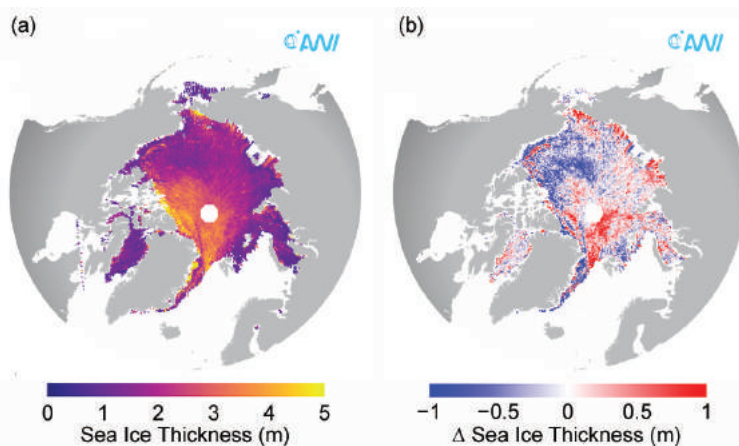 (a)
AWI
0 1 2 3 4 5
Sea Ice Thickness (m)
(b)
AWI
−1 −0.5 0 0.5 1
Δ Sea Ice Thickness (m)